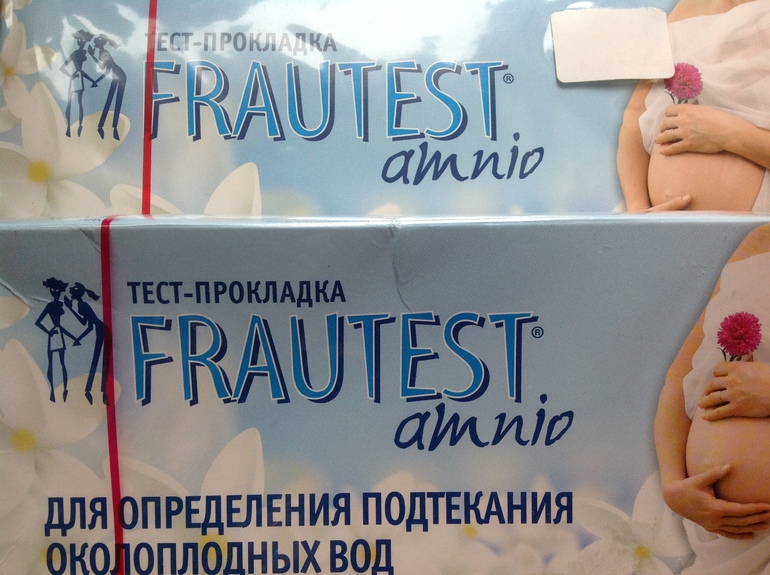 ТЕСТ-ПРОКЛАДКА
FRAUTEST®
amnio
ТЕСТ-ПРОКЛАДКА
FRAUTEST®
amnio
ДЛЯ ОПРЕДЕЛЕНИЯ ПОДТЕКАНИЯ
ОКОЛОПЛОДНЫХ ВОД